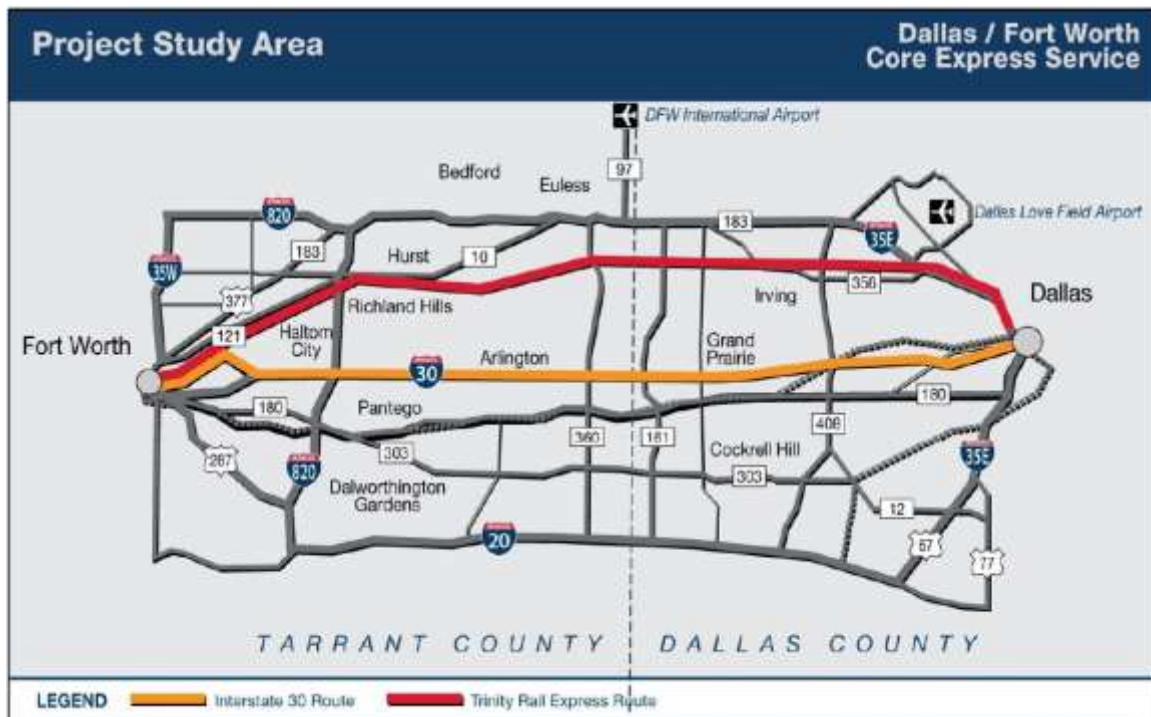 Project Study Area
Dallas / Fort Worth
Core Express Service
DFW International Airport
Bedford
97
Euless
820
183
Dallas Love Field Airport
35E
183
Hurst
10
35W
377
Richland Hills
Irving
356
Dallas
121
Haltom
City
Fort Worth
Grand
Prairie
Arlington
30
180
Pantego
180
360
161
408
Cockrell Hill
303
303
35E
267
820
Dalworthington
Gardens
12
20
67
77
TARRANT COUNTY
DALLAS COUNTY
LEGEND
Interstate 30 Route
Trinity Rail Express Route